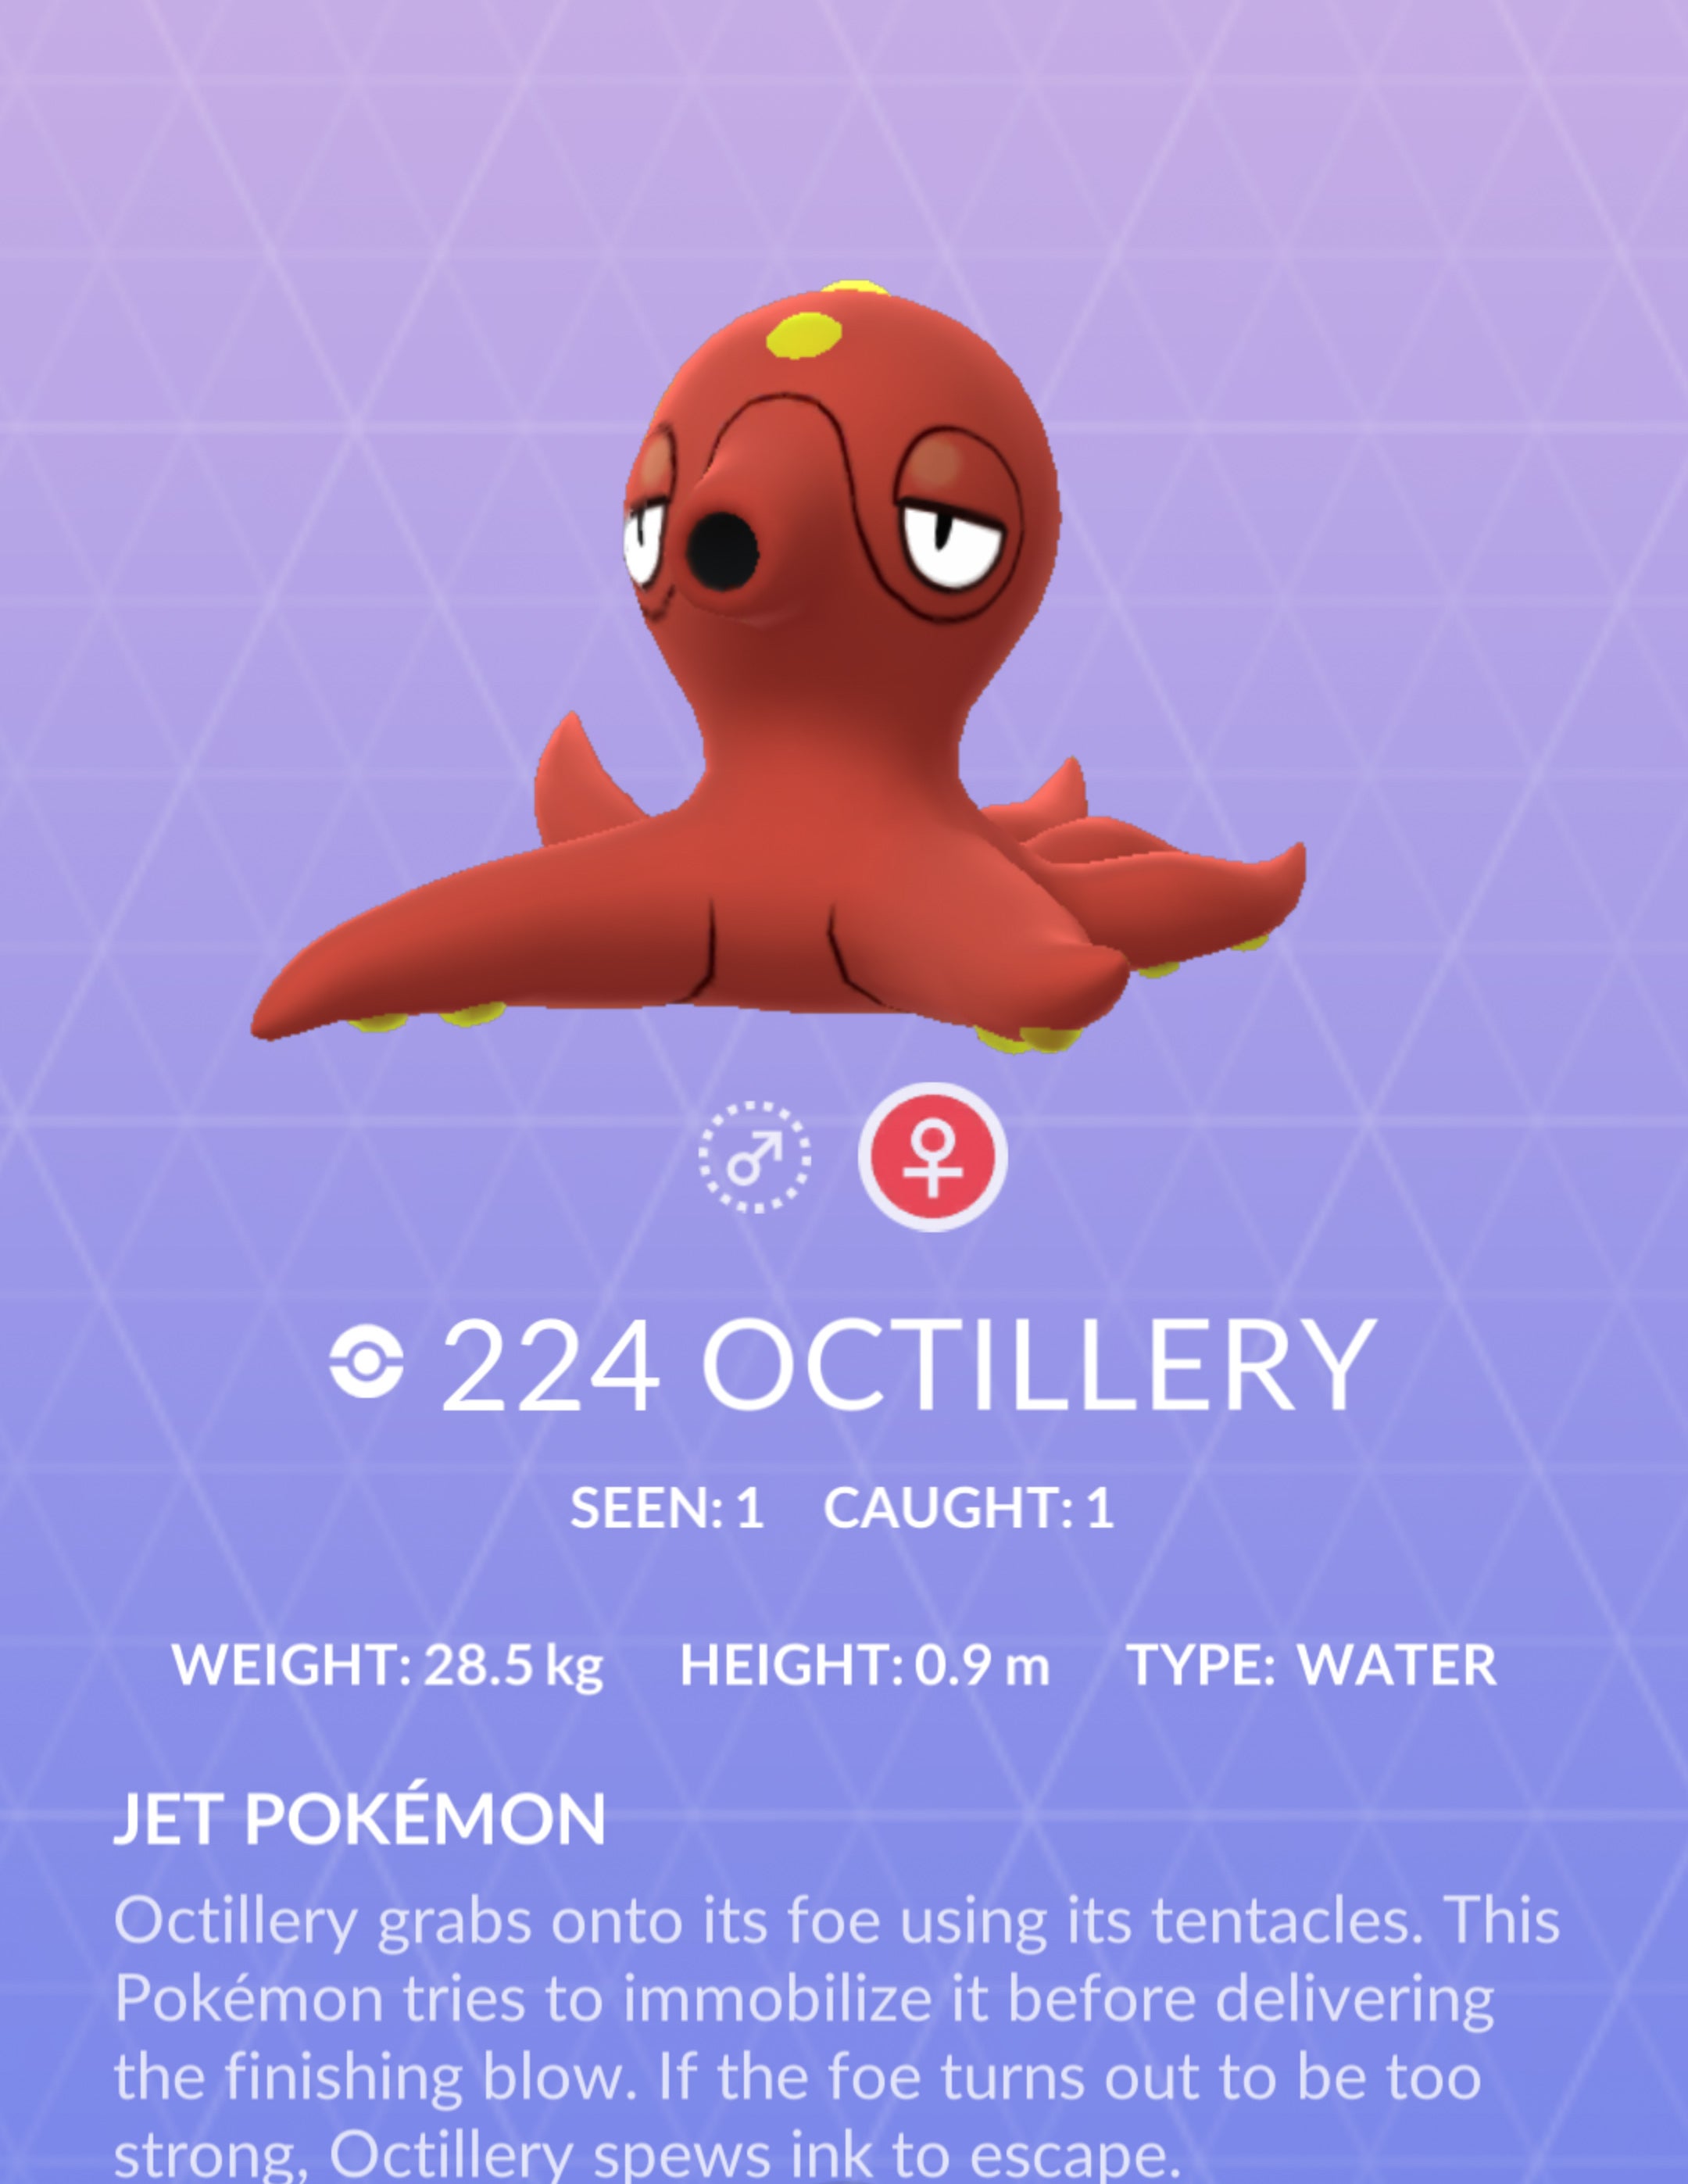 224 OCTILLERY
SEEN: 1 CAUGHT: 1
WEIGHT: 28.5 kg HEIGHT: 0.9 m TYPE: WATER
JET POKÉMON
Octillery grabs onto its foe using its tentacles. This
Pokémon tries to immobilize it before delivering
the finishing blow. If the foe turns out to be too
strong, Octillery spews ink to escape.